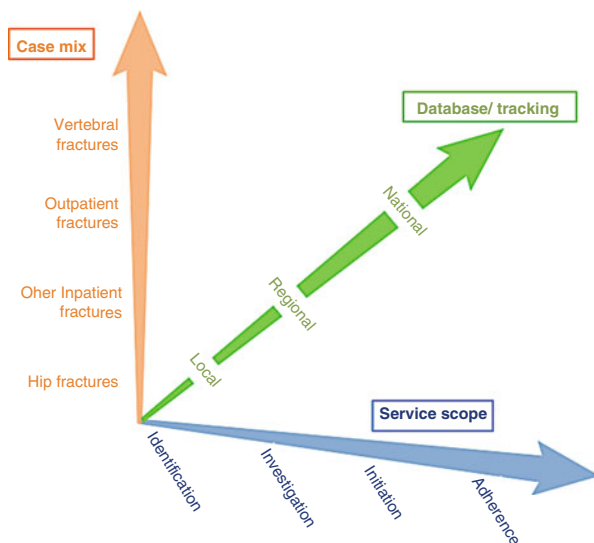 Case mix
Database/ tracking
Vertebral
fractures
National
Outpatient
fractures
Regional
Oher Inpatient
fractures
Local
Hip fractures
Service scope
Identification
Investigation
Initiation
Adherence